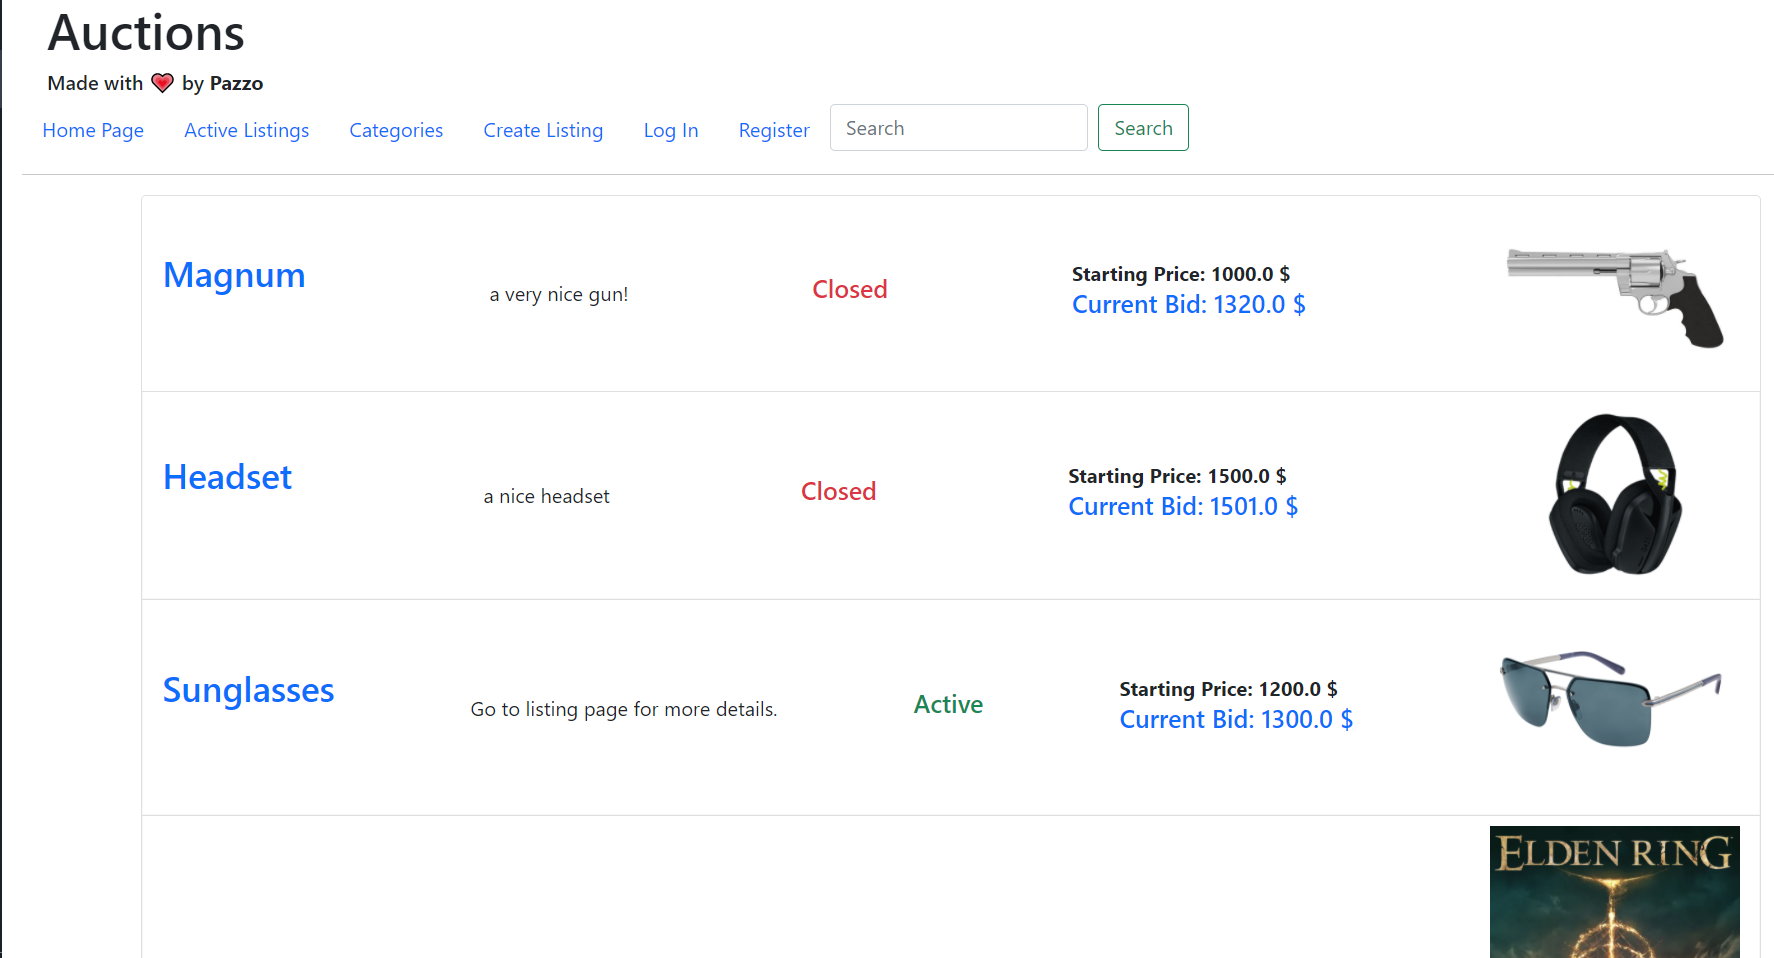 Auctions
Made with ❤️ by Pazzo
Home Page Active Listings Categories Create Listing Log In Register Search Search
Magnum
a very nice gun!
Closed
Starting Price: 1000.0 $
Current Bid: 1320.0 $
Headset
a nice headset
Closed
Starting Price: 1500.0 $
Current Bid: 1501.0 $
Sunglasses
Go to listing page for more details.
Active
Starting Price: 1200.0 $
Current Bid: 1300.0 $
ELDEN RING